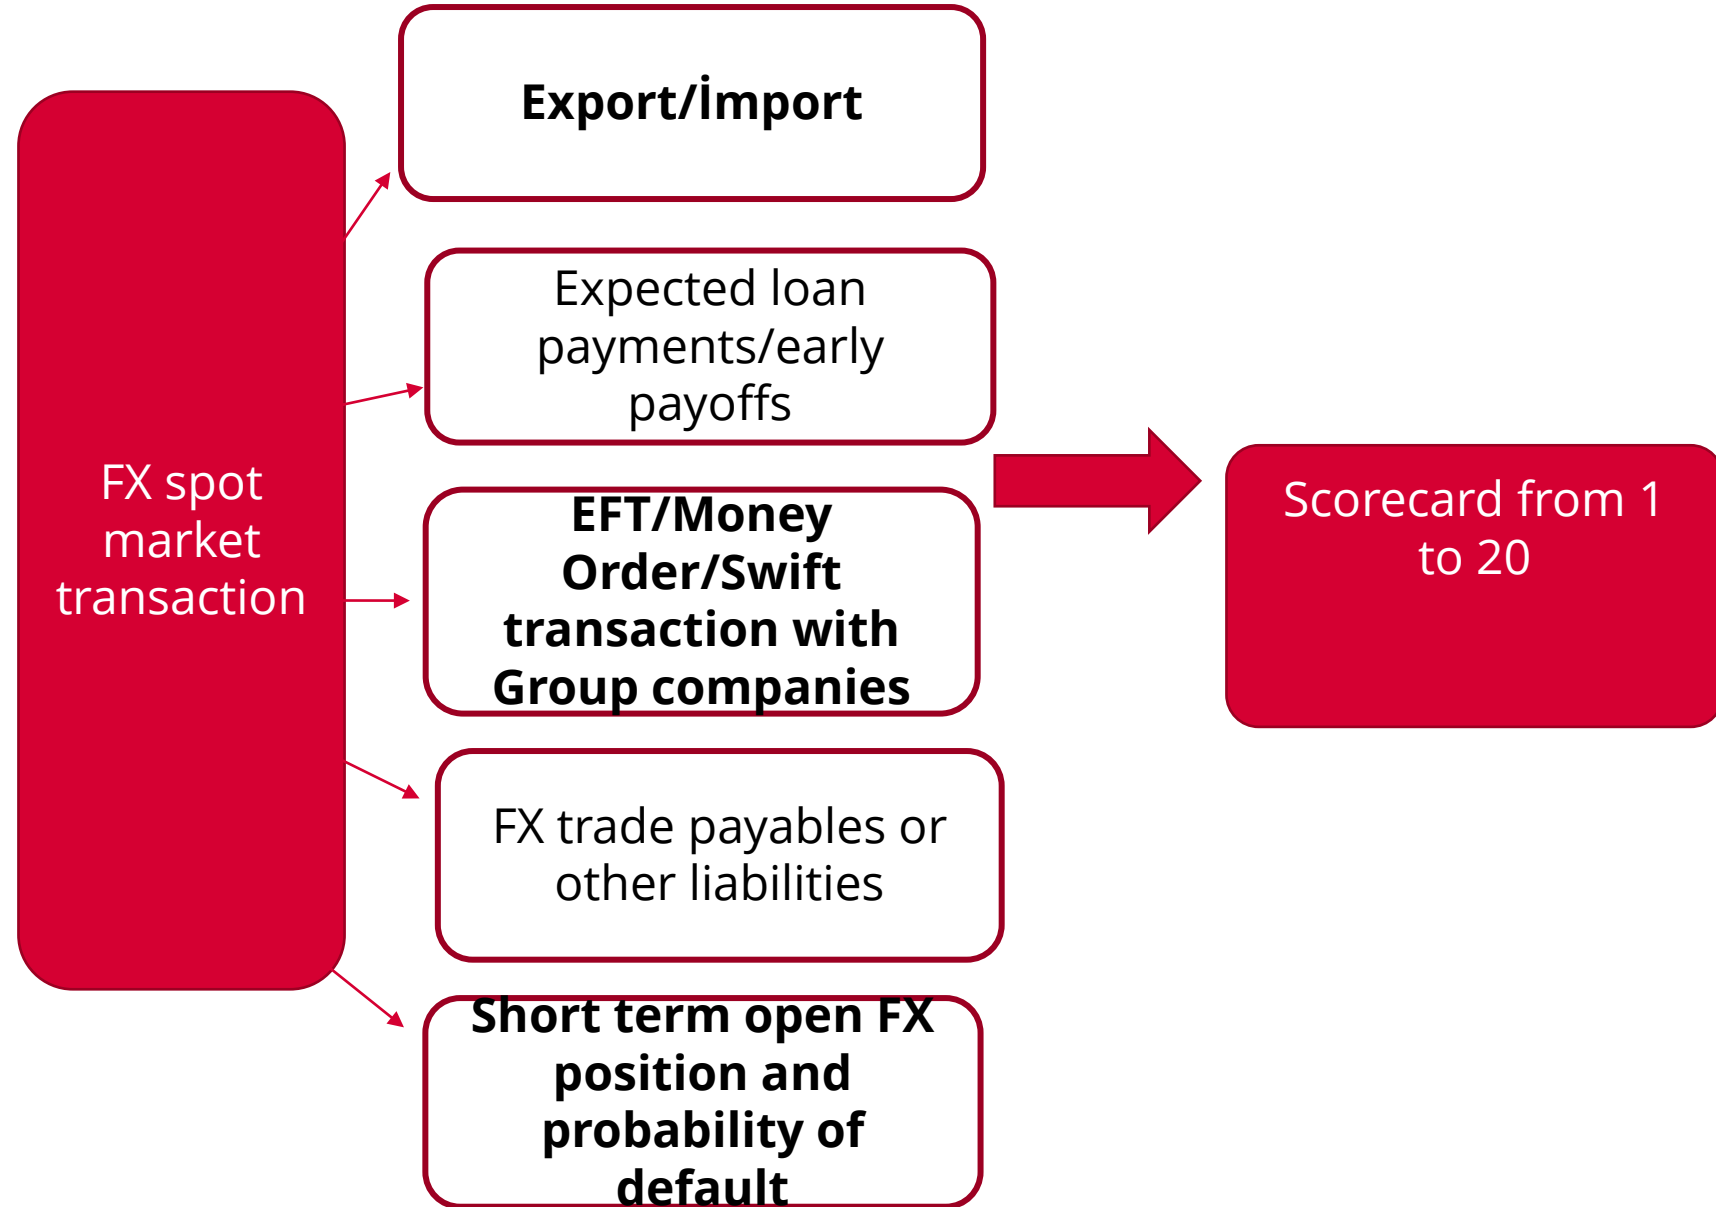 Export/İmport
Expected loan
payments/early
payoffs
FX spot
market
transaction
EFT/Money
Order/Swift
transaction with
Group companies
Scorecard from 1
to 20
FX trade payables or
other liabilities
Short term open FX
position and
probability of
default